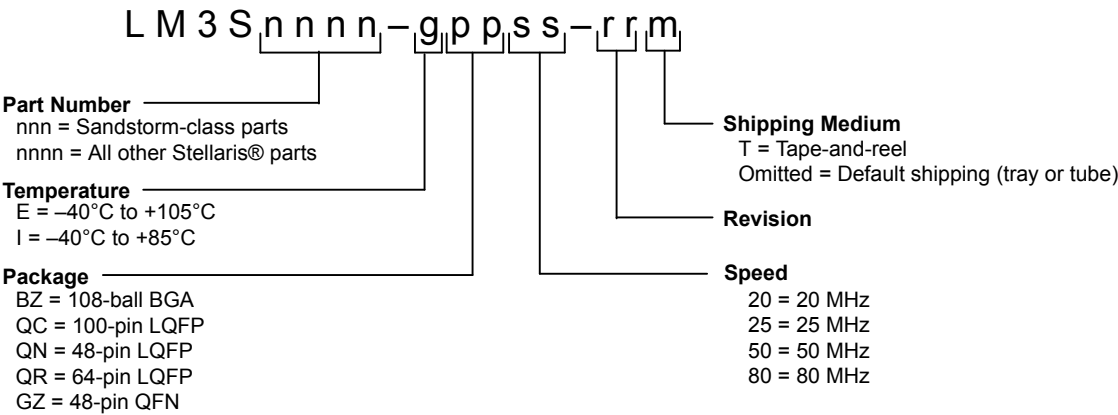 LM3Snnnn–gppss–rrm
Part Number
nnn = Sandstorm-class parts
nnnn = All other Stellaris® parts
Temperature
E = –40°C to +105°C
I = –40°C to +85°C
Package
BZ = 108-ball BGA
QC = 100-pin LQFP
QN = 48-pin LQFP
QR = 64-pin LQFP
GZ = 48-pin QFN
Shipping Medium
T = Tape-and-reel
Omitted = Default shipping (tray or tube)
Revision
Speed
20 = 20 MHz
25 = 25 MHz
50 = 50 MHz
80 = 80 MHz